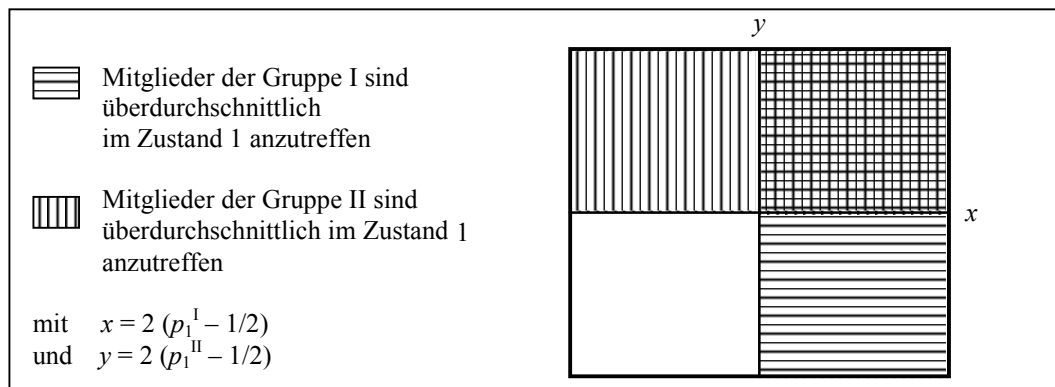 Mitglieder der Gruppe I sind
überdurchschnittlich
im Zustand 1 anzutreffen
Mitglieder der Gruppe II sind
überdurchschnittlich im Zustand 1
anzutreffen
mit x = 2 (p₁ᴵ – 1/2)
und y = 2 (p₁ᴵᴵ – 1/2)
y
x